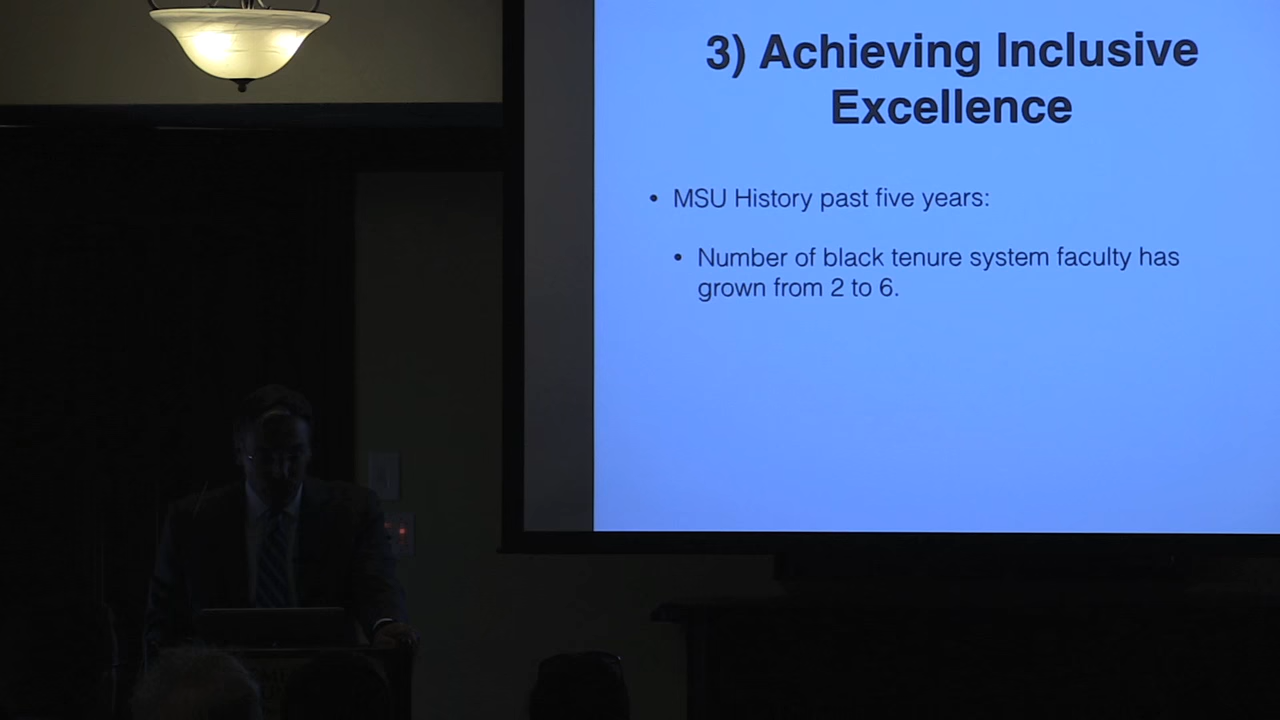 3) Achieving Inclusive
Excellence
• MSU History past five years:
• Number of black tenure system faculty has
grown from 2 to 6.